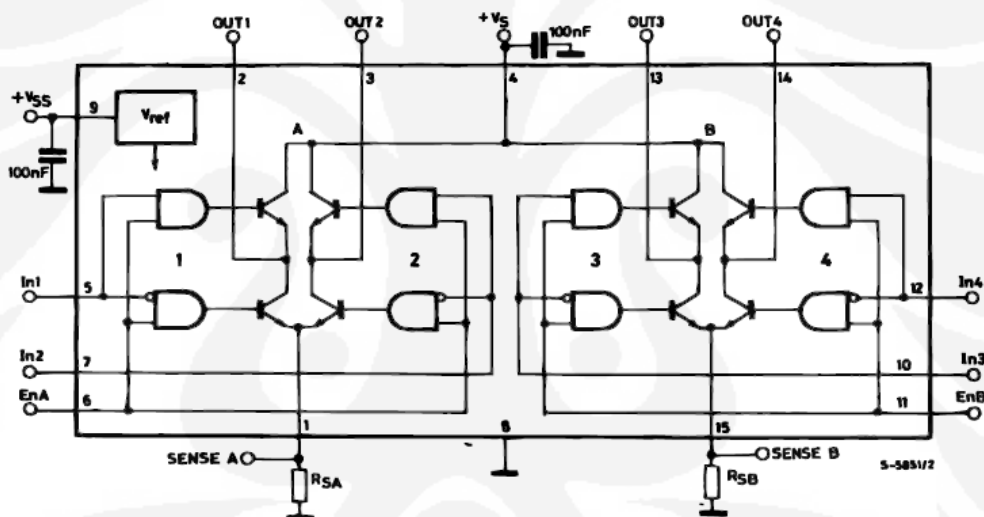 OUT1 OUT2 +VS 100nF OUT3 OUT4
2 3 4 13 14
+VSS 9 Vref
A B
100nF
1 2 3 4
In1 5 12 In4
In2 7 10 In3
EnA 6 11 EnB
1 8 15
SENSE A SENSE B
S-5851/2
RSA RSB